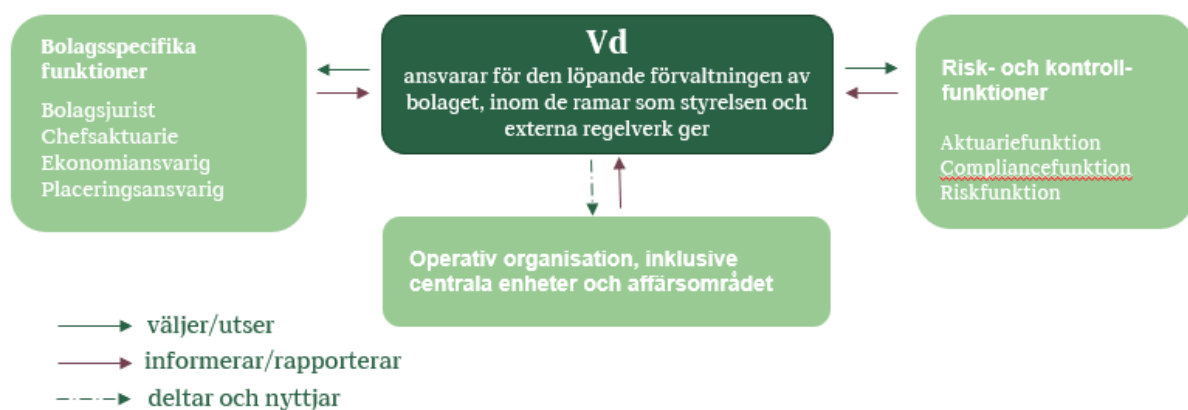 Bolagsspecifika
funktioner
Bolagsjurist
Chefsaktuarie
Ekonomiansvarig
Placeringsansvarig
Vd
ansvarar för den löpande förvaltningen av
bolaget, inom de ramar som styrelsen och
externa regelverk ger
Risk- och kontroll-
funktioner
Aktuariefunktion
Compliancefunktion
Riskfunktion
Operativ organisation, inklusive
centrala enheter och affärsområdet
väljer/utser
informerar/rapporterar
deltar och nyttjar